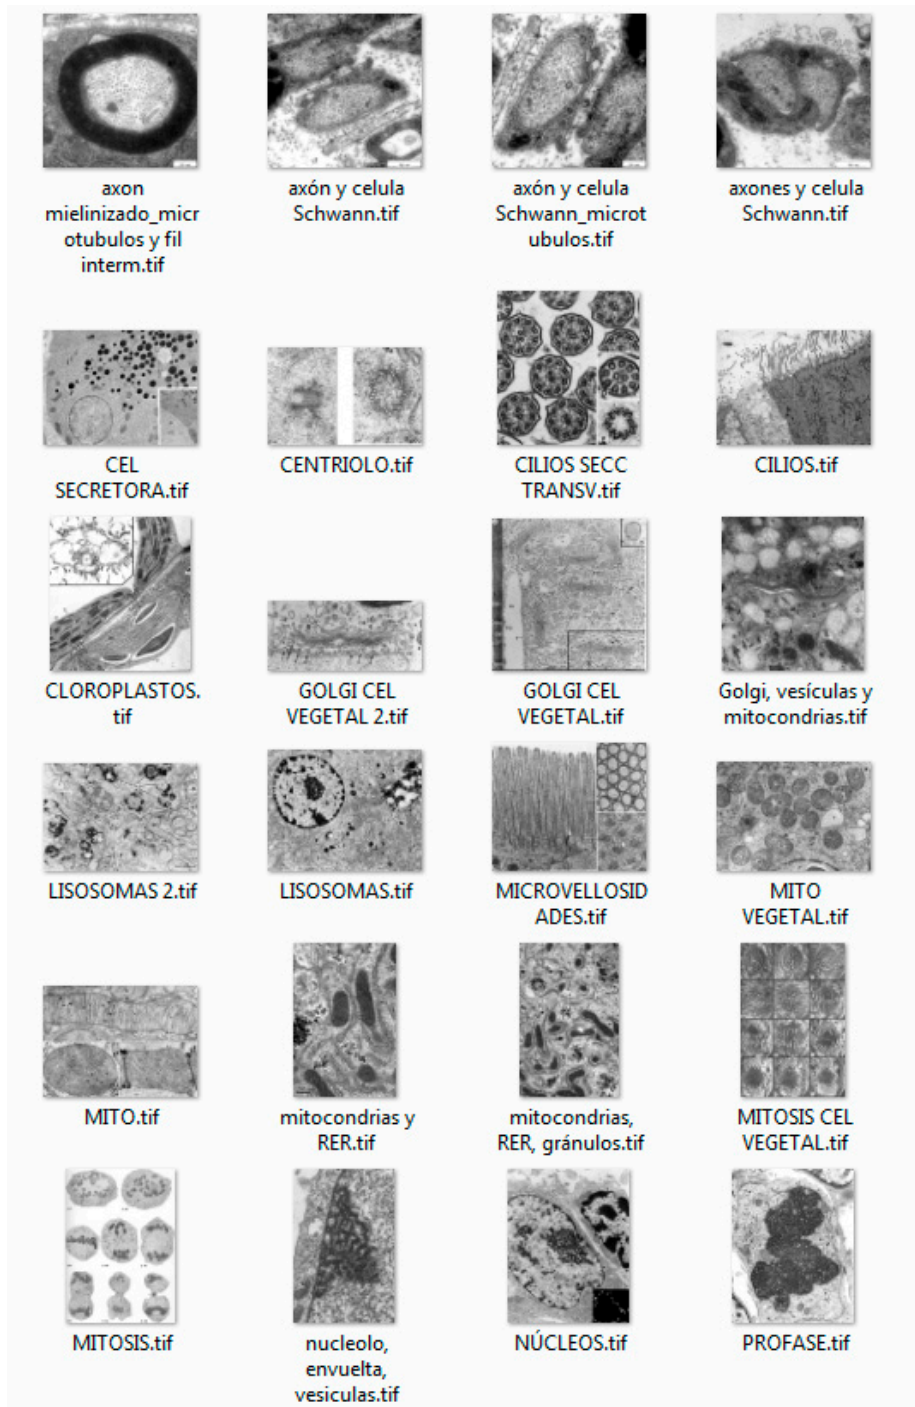 axon
mielinizado_micr
otubulos y fil
interm.tif
axón y celula
Schwann.tif
axón y celula
Schwann_microt
ubulos.tif
axones y celula
Schwann.tif
CEL
SECRETORA.tif
CENTRIOLO.tif
CILIOS SECC
TRANSV.tif
CILIOS.tif
CLOROPLASTOS.
tif
GOLGI CEL
VEGETAL 2.tif
GOLGI CEL
VEGETAL.tif
Golgi, vesículas y
mitocondrias.tif
LISOSOMAS 2.tif
LISOSOMAS.tif
MICROVELLOSID
ADES.tif
MITO
VEGETAL.tif
MITO.tif
mitocondrias y
RER.tif
mitocondrias,
RER, gránulos.tif
MITOSIS CEL
VEGETAL.tif
MITOSIS.tif
nucleolo,
envuelta,
vesiculas.tif
NÚCLEOS.tif
PROFASE.tif